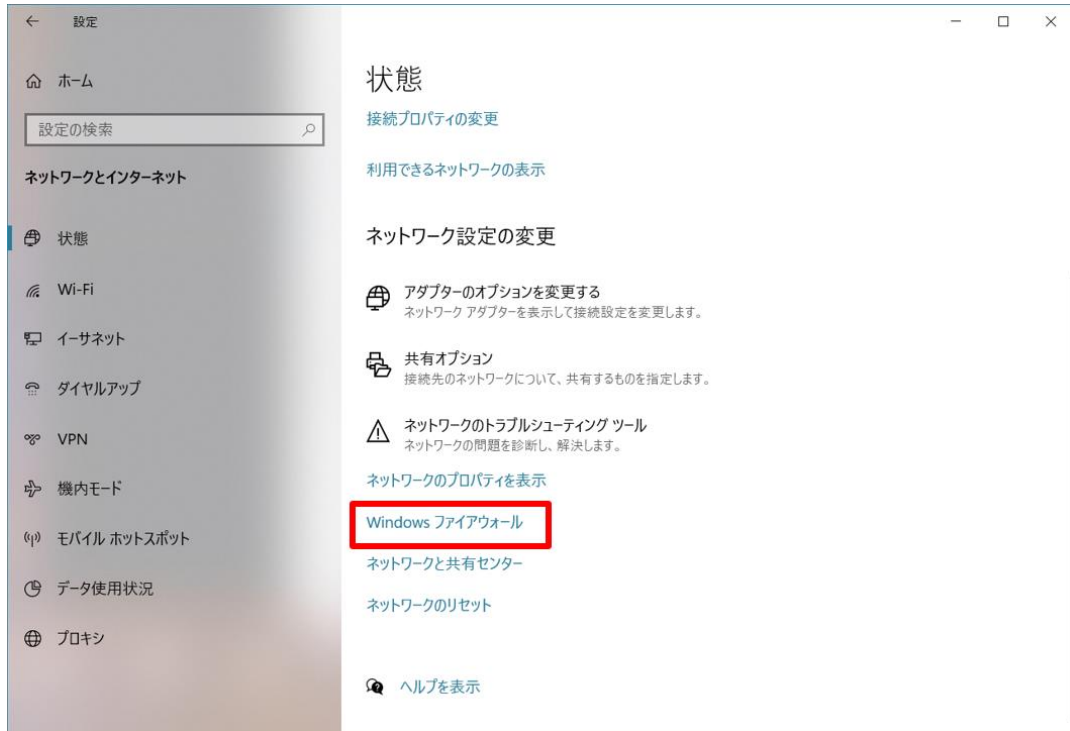 設定
ホーム
設定の検索
ネットワークとインターネット
状態
Wi-Fi
イーサネット
ダイヤルアップ
VPN
機内モード
モバイル ホットスポット
データ使用状況
プロキシ
状態
接続プロパティの変更
利用できるネットワークの表示
ネットワーク設定の変更
アダプターのオプションを変更する
ネットワーク アダプターを表示して接続設定を変更します。
共有オプション
接続先のネットワークについて、共有するものを指定します。
ネットワークのトラブルシューティング ツール
ネットワークの問題を診断し、解決します。
ネットワークのプロパティを表示
Windows ファイアウォール
ネットワークと共有センター
ネットワークのリセット
ヘルプを表示